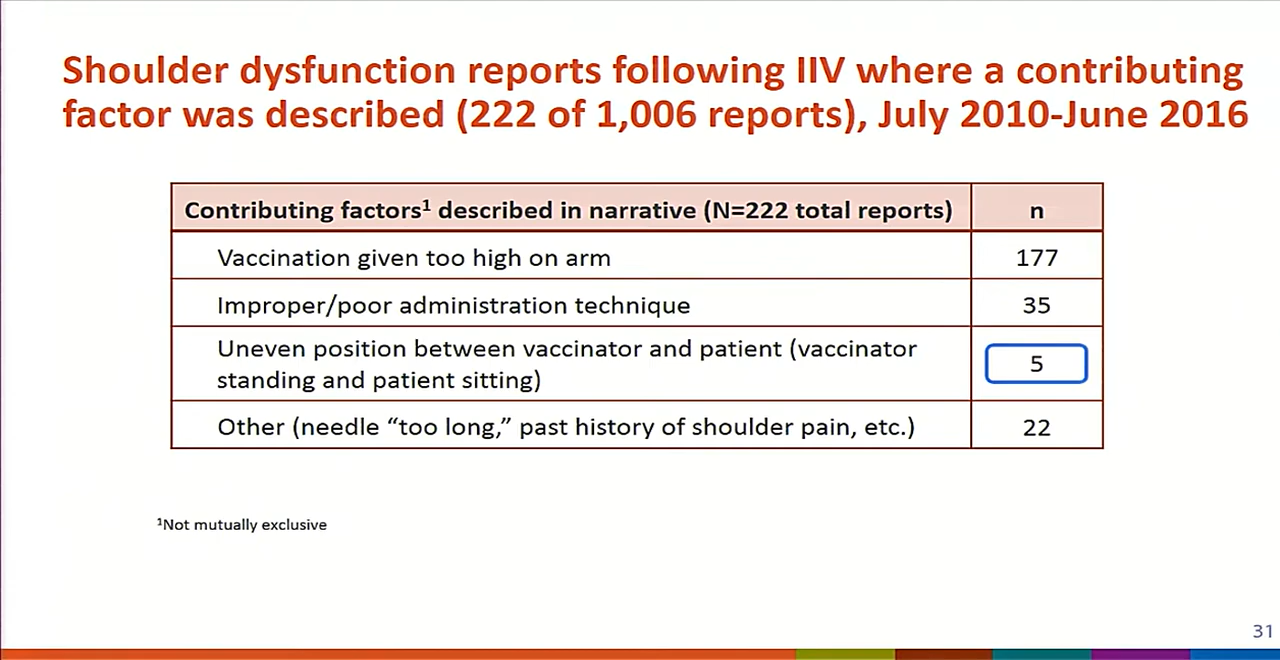 Shoulder dysfunction reports following IIV where a contributing
factor was described (222 of 1,006 reports), July 2010-June 2016
Contributing factors¹ described in narrative (N=222 total reports) n
Vaccination given too high on arm 177
Improper/poor administration technique 35
Uneven position between vaccinator and patient (vaccinator
standing and patient sitting) 5
Other (needle “too long,” past history of shoulder pain, etc.) 22
¹Not mutually exclusive
31